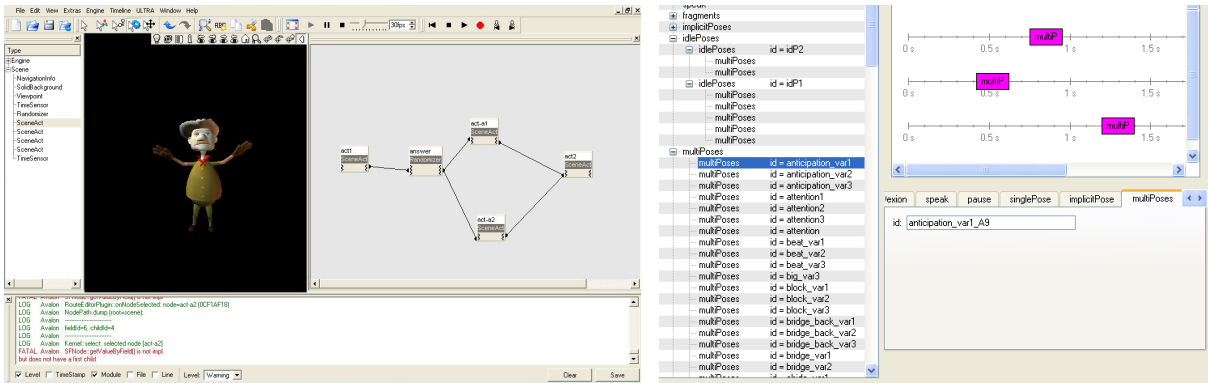 File Edit View Extras Engine Timeline ULTRA Window Help
30fps
Type
Engine
Scene
NavigationInfo
SolidBackground
Viewpoint
TimeSensor
Randomizer
SceneAct
SceneAct
SceneAct
SceneAct
TimeSensor
act1
SceneAct
answer
Randomizer
act-a1
SceneAct
act2
SceneAct
act-a2
SceneAct
FATAL Avalon SFNode::getValueByField() is not impl.
LOG Avalon RouteEditorPlugin::onNodeSelected: node=act-a2 (0CF1AF18)
LOG Avalon NodePath dump (root=scene):
LOG Avalon
LOG Avalon fieldId=6, childId=4
LOG Avalon
LOG Avalon Kernel::select: selected node [act-a2]
FATAL Avalon SFNode::getValueByField() is not impl.
but does not have a first child
Level TimeStamp Module File Line Level: Warning Clear Save
speak
fragments
implicitPoses
idlePoses
idlePoses id = idP2
multiPoses
multiPoses
idlePoses id = idP1
multiPoses
multiPoses
multiPoses
multiPoses
multiPoses
multiPoses
multiPoses id = anticipation_var1
multiPoses id = anticipation_var2
multiPoses id = anticipation_var3
multiPoses id = attention1
multiPoses id = attention2
multiPoses id = attention3
multiPoses id = attention
multiPoses id = beat_var1
multiPoses id = beat_var2
multiPoses id = beat_var3
multiPoses id = big_var3
multiPoses id = block_var1
multiPoses id = block_var2
multiPoses id = block_var3
multiPoses id = bridge_back_var1
multiPoses id = bridge_back_var2
multiPoses id = bridge_back_var3
multiPoses id = bridge_var1
multiPoses id = bridge_var2
multiP
0 s 0.5 s 1 s 1.5 s
multiP
0 s 0.5 s 1 s 1.5 s
multiP
0 s 0.5 s 1 s 1.5 s
exion speak pause singlePose implicitPose multiPoses
id: anticipation_var1_A9